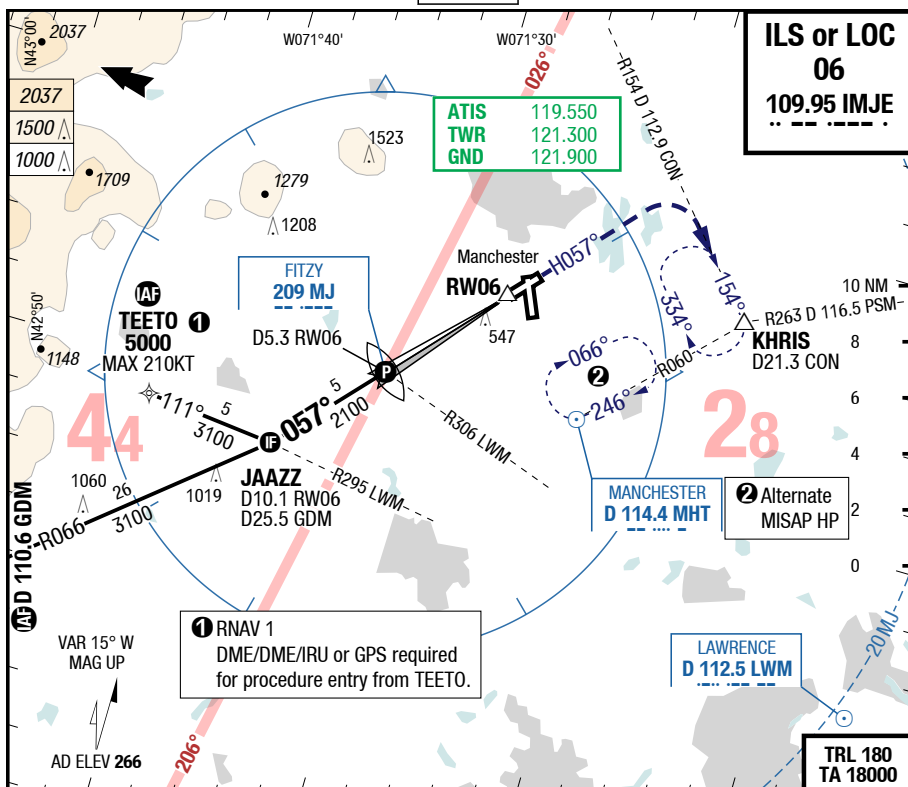 ILS or LOC
06
109.95 IMJE
N43°00'
2037
W071°40'
W071°30'
026°
R154 D 112.9 CON
2037
1500
1000
ATIS 119.550
TWR 121.300
GND 121.900
1523
1709
1279
1208
FITZY
209 MJ
Manchester
RW06
H057°
154°
334°
10 NM
R263 D 116.5 PSM
N42°50'
IAF
TEETO 1
5000
MAX 210KT
D5.3 RW06
547
KHRIS
D21.3 CON
8
1148
P
066°
2
246°
R060
6
111°
5
3100
057°
5
2100
R306 LWM
44
28
4
IF
JAAZZ
D10.1 RW06
D25.5 GDM
R295 LWM
1060
1019
26
3100
R066
MANCHESTER
D 114.4 MHT
2 Alternate
MISAP HP
2
0
IAF D 110.6 GDM
1 RNAV 1
DME/DME/IRU or GPS required
for procedure entry from TEETO.
VAR 15° W
MAG UP
AD ELEV 266
206°
LAWRENCE
D 112.5 LWM
20 MJ
TRL 180
TA 18000